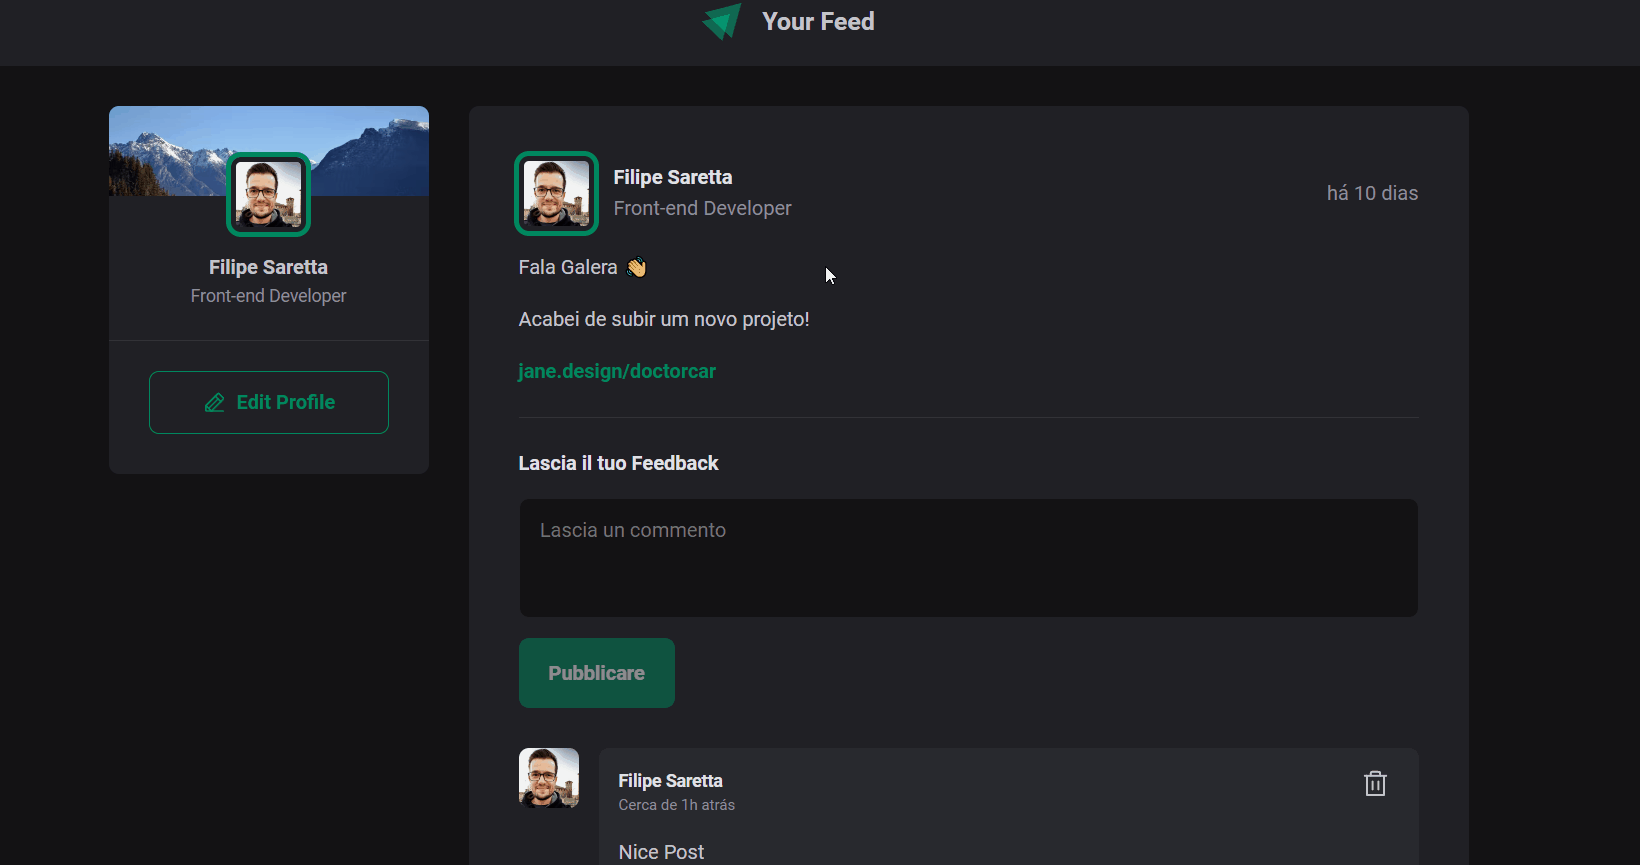 Your Feed
Filipe Saretta
Front-end Developer
Edit Profile
Filipe Saretta
Front-end Developer
há 10 dias
Fala Galera 👋
Acabei de subir um novo projeto!
jane.design/doctorcar
Lascia il tuo Feedback
Lascia un commento
Pubblicare
Filipe Saretta
Cerca de 1h atrás
Nice Post